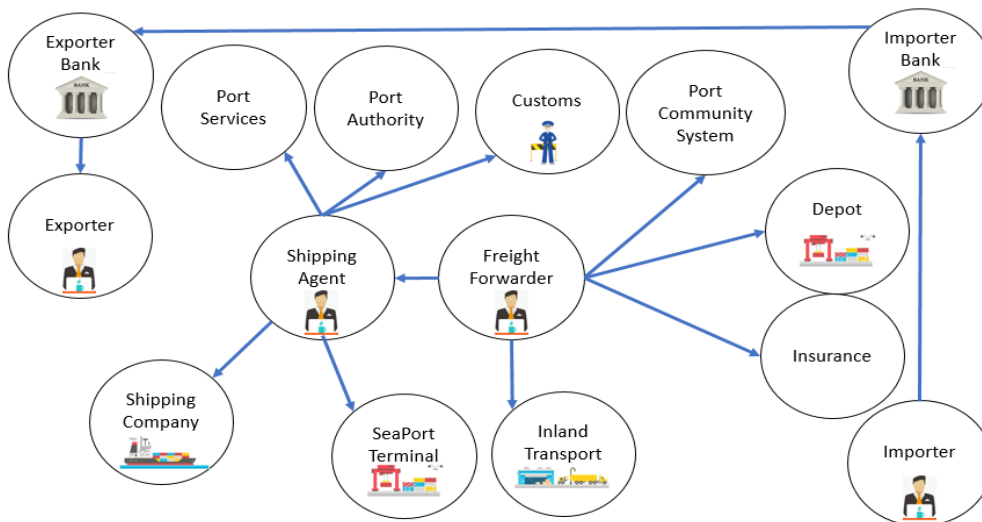 Exporter
Bank
BANK
Importer
Bank
BANK
Port
Services
Port
Authority
Customs
Port
Community
System
Exporter
Shipping
Agent
Freight
Forwarder
Depot
Insurance
Shipping
Company
SeaPort
Terminal
Inland
Transport
Importer